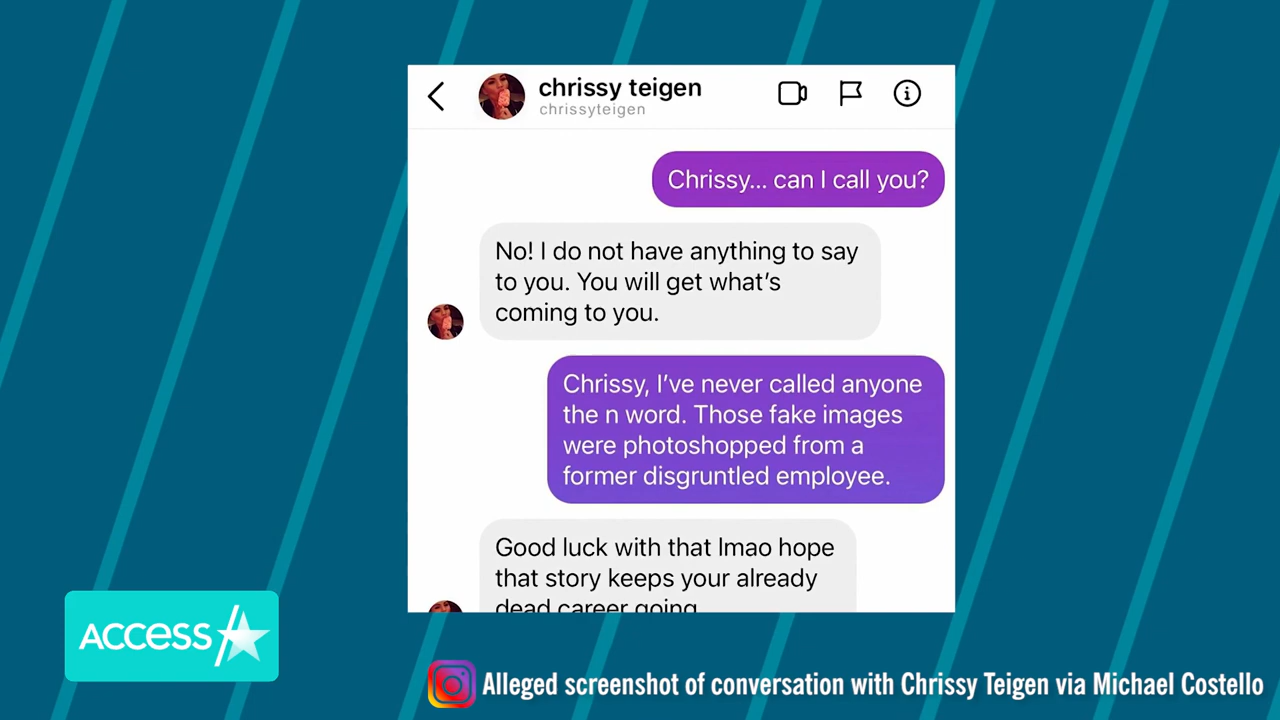 chrissy teigen
chrissyteigen
Chrissy... can I call you?
No! I do not have anything to say
to you. You will get what's
coming to you.
Chrissy, I've never called anyone
the n word. Those fake images
were photoshopped from a
former disgruntled employee.
Good luck with that lmao hope
that story keeps your already
dead career going
ACCESS
Alleged screenshot of conversation with Chrissy Teigen via Michael Costello